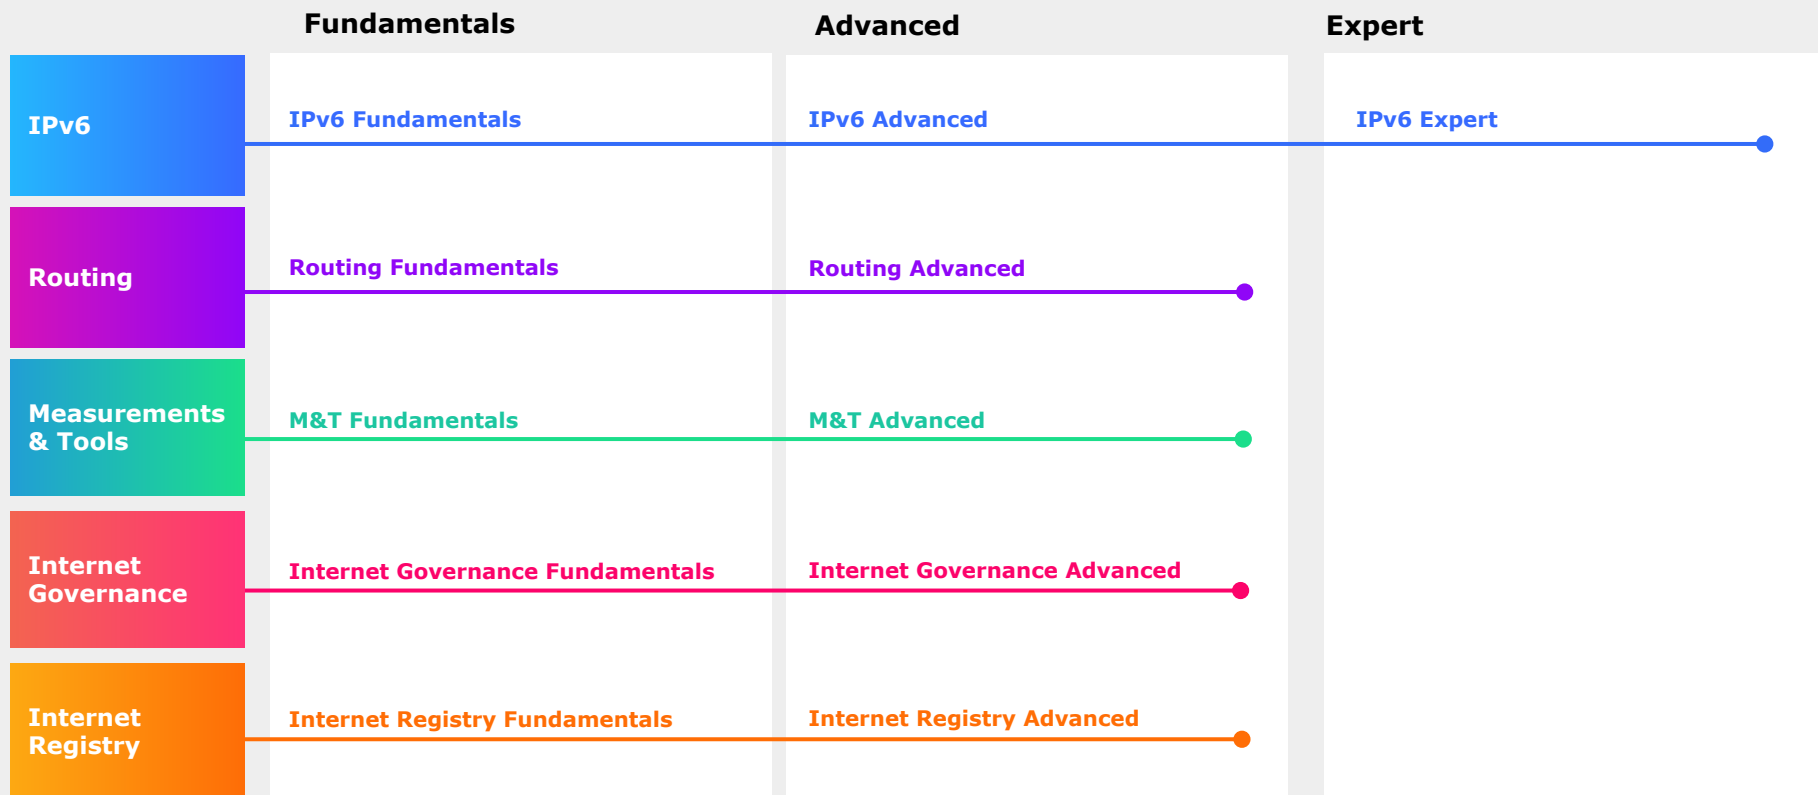 Fundamentals
Advanced
Expert
IPv6
IPv6 Fundamentals
IPv6 Advanced
IPv6 Expert
Routing
Routing Fundamentals
Routing Advanced
Measurements
& Tools
M&T Fundamentals
M&T Advanced
Internet
Governance
Internet Governance Fundamentals
Internet Governance Advanced
Internet
Registry
Internet Registry Fundamentals
Internet Registry Advanced